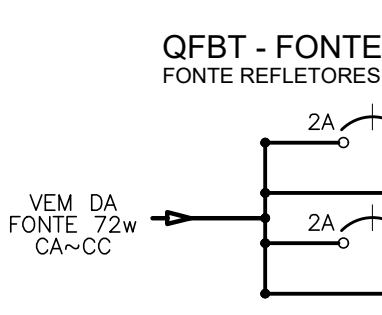 QFBT - FONTE
FONTE REFLETORES
2A
VEM DA
FONTE 72w
CA~CC
2A